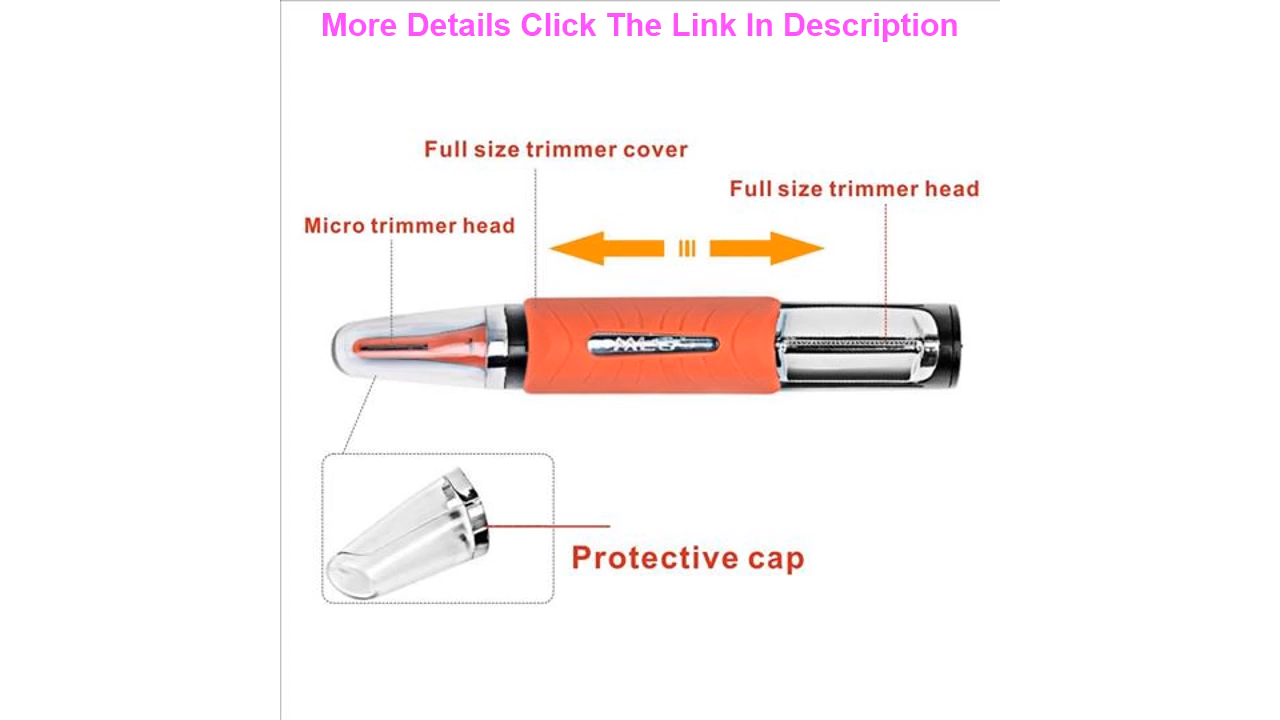 More Details Click The Link In Description
Full size trimmer cover
Full size trimmer head
Micro trimmer head
Protective cap